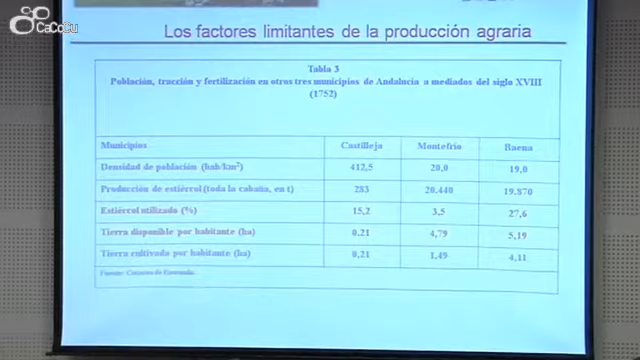 CaCoCu
Los factores limitantes de la producción agraria
Tabla 3
Población, tracción y fertilización en otros tres municipios de Andalucía a mediados del siglo XVIII
(1752)
Municipios Castilleja Montefrío Baena
Densidad de población (hab/km²) 412,5 20,0 19,0
Producción de estiércol (toda la cabaña, en t) 283 20.440 19.870
Estiércol utilizado (%) 15,2 3,5 27,6
Tierra disponible por habitante (ha) 0,21 4,79 5,19
Tierra cultivada por habitante (ha) 0,21 1,49 4,11
Fuente: Catastro de Ensenada.